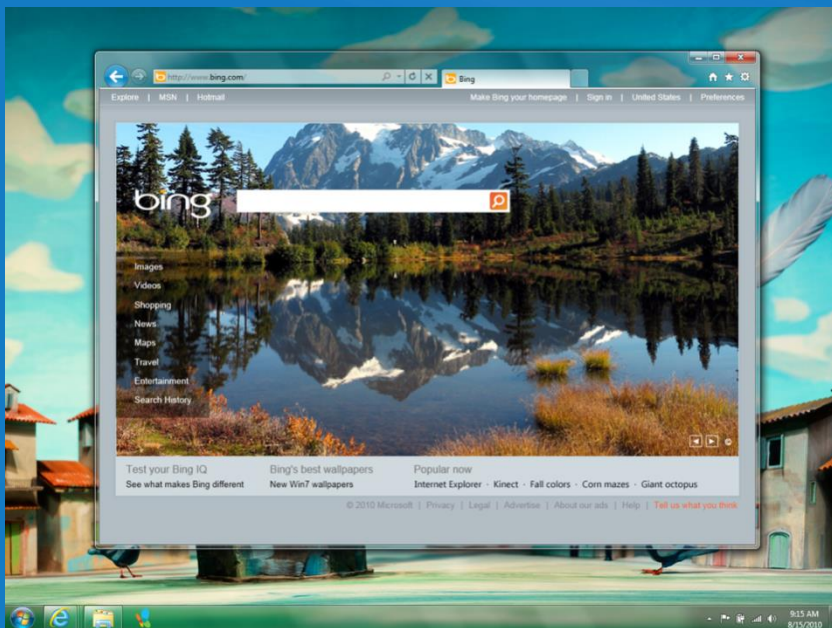 http://www.bing.com/
Bing
Explore | MSN | Hotmail
Make Bing your homepage | Sign in | United States | Preferences
bing
Images
Videos
Shopping
News
Maps
Travel
Entertainment
Search History
Test your Bing IQ
See what makes Bing different
Bing's best wallpapers
New Win7 wallpapers
Popular now
Internet Explorer · Kinect · Fall colors · Corn mazes · Giant octopus
© 2010 Microsoft | Privacy | Legal | Advertise | About our ads | Help | Tell us what you think
9:15 AM
8/15/2010